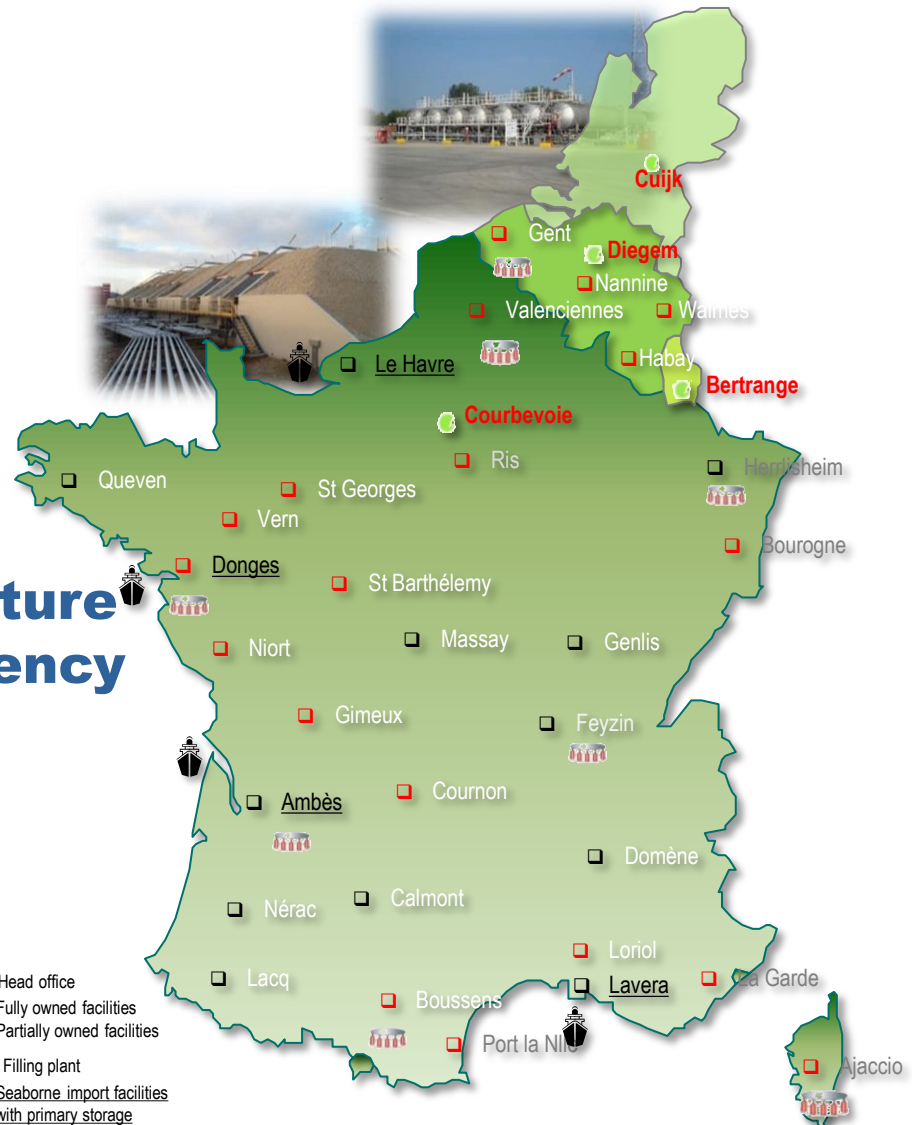 Cuijk
Gent
Diegem
Nannine
Valenciennes
Waimes
Habay
Le Havre
Bertrange
Courbevoie
Ris
Herrlisheim
Queven
St Georges
Vern
Bourogne
Donges
St Barthélemy
ture
ency
Massay
Genlis
Niort
Gimeux
Feyzin
Cournon
Ambès
Domène
Calmont
Nérac
Loriol
Lacq
Lavera
La Garde
Head office
Boussens
Fully owned facilities
Partially owned facilities
Port la Nlle
Ajaccio
Filling plant
Seaborne import facilities
with primary storage